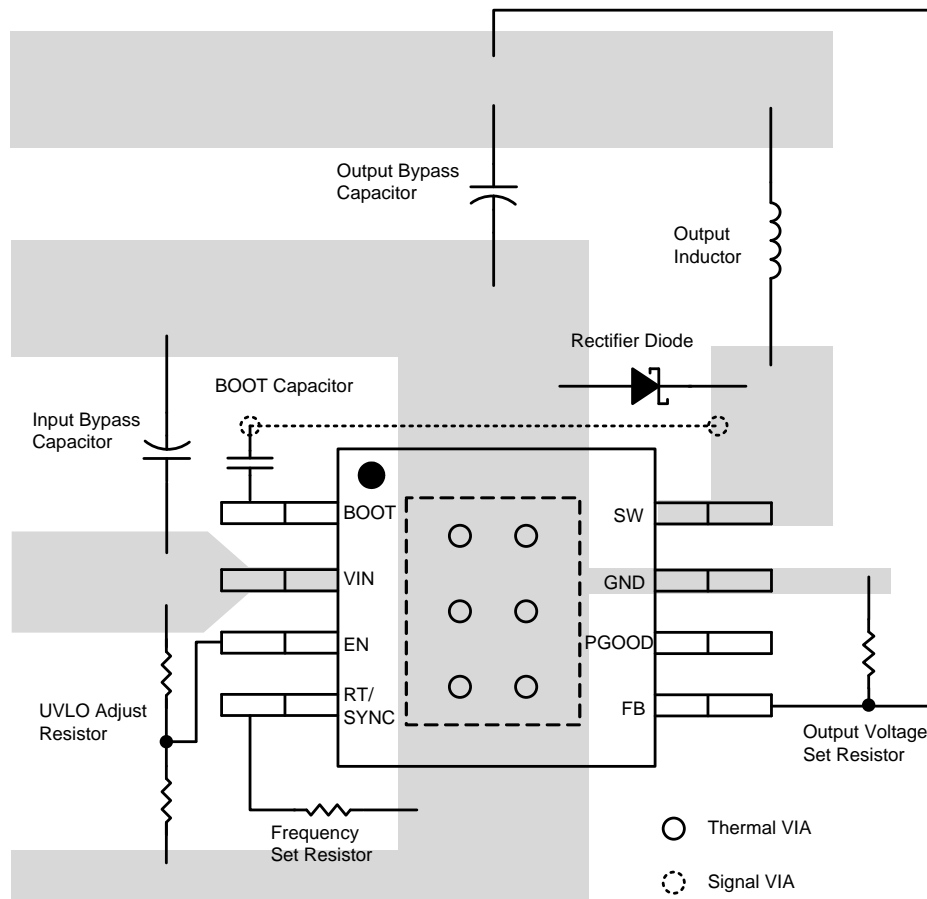 Output Bypass
Capacitor
Output
Inductor
Rectifier Diode
BOOT Capacitor
Input Bypass
Capacitor
BOOT
SW
VIN
GND
EN
PGOOD
RT/
SYNC
FB
UVLO Adjust
Resistor
Output Voltage
Set Resistor
Frequency
Set Resistor
Thermal VIA
Signal VIA